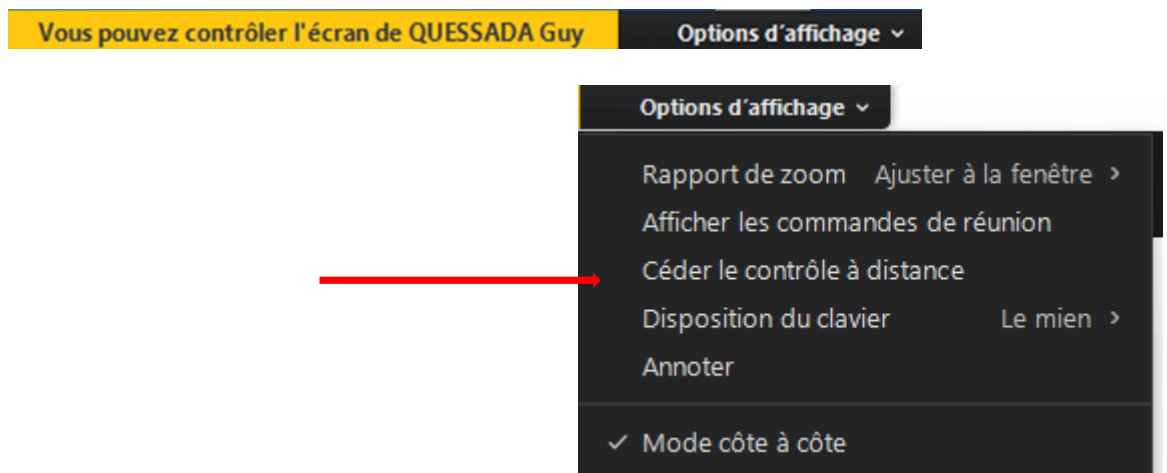 Vous pouvez contrôler l'écran de QUESSADA Guy Options d'affichage
Options d'affichage
Rapport de zoom Ajuster à la fenêtre >
Afficher les commandes de réunion
Céder le contrôle à distance
Disposition du clavier Le mien >
Annoter
✓ Mode côte à côte